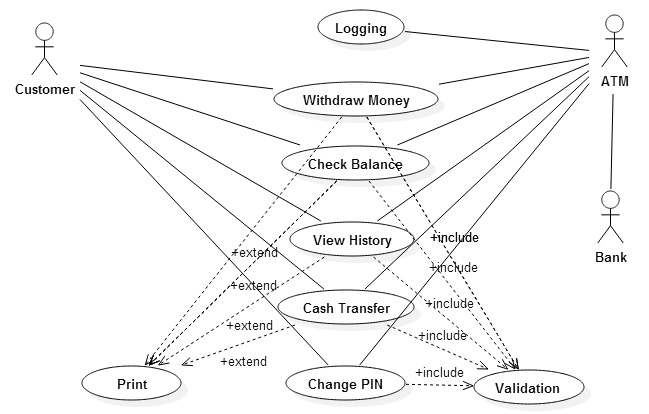 Logging
Customer
ATM
Withdraw Money
Check Balance
View History
+include
+extend
+include
+extend
Cash Transfer
+include
+extend
+include
+extend
+include
Bank
Print
Change PIN
Validation